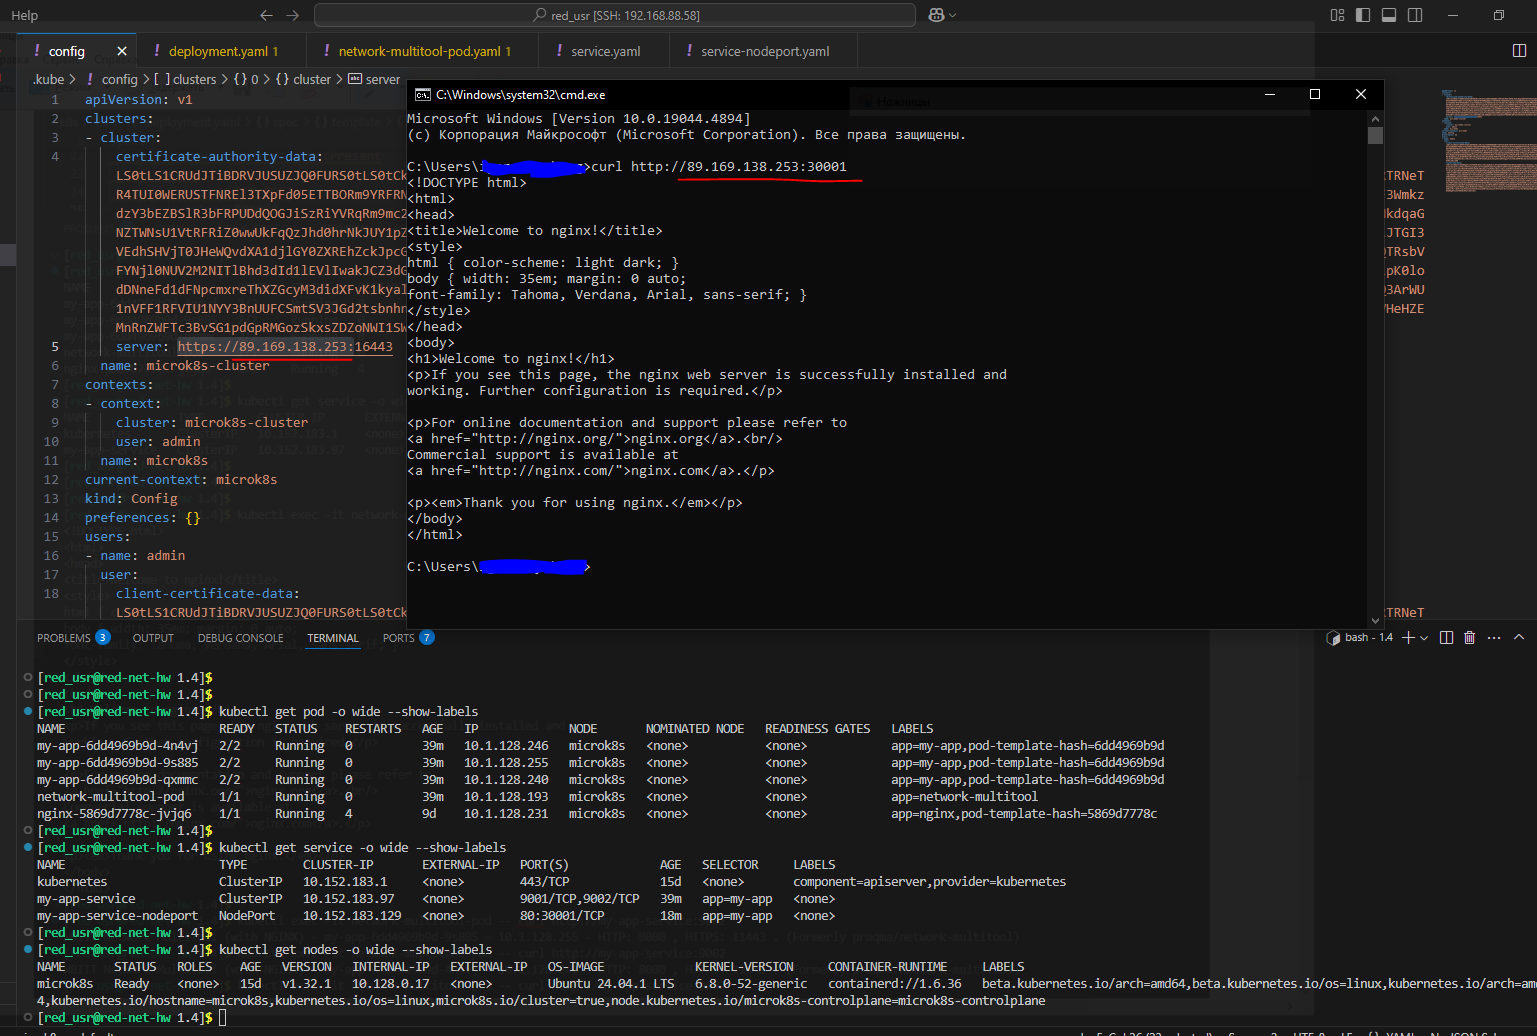 Help
red_usr [SSH: 192.168.88.58]
! config
! deployment.yaml 1
! network-multitool-pod.yaml 1
! service.yaml
! service-nodeport.yaml
.kube > ! config > [ ] clusters > {} 0 > {} cluster > abc server
1 apiVersion: v1
2 clusters:
3 - cluster:
4 certificate-authority-data:
5 server: https://89.169.138.253:16443
6 name: microk8s-cluster
7 contexts:
8 - context:
9 cluster: microk8s-cluster
10 user: admin
11 name: microk8s
12 current-context: microk8s
13 kind: Config
14 preferences: {}
15 users:
16 - name: admin
17 user:
18 client-certificate-data:
C:\Windows\system32\cmd.exe
Microsoft Windows [Version 10.0.19044.4894]
(c) Корпорация Майкрософт (Microsoft Corporation). Все права защищены.
C:\Users\ >curl http://89.169.138.253:30001
<!DOCTYPE html>
<html>
<head>
<title>Welcome to nginx!</title>
<style>
html { color-scheme: light dark; }
body { width: 35em; margin: 0 auto;
font-family: Tahoma, Verdana, Arial, sans-serif; }
</style>
</head>
<body>
<h1>Welcome to nginx!</h1>
<p>If you see this page, the nginx web server is successfully installed and
working. Further configuration is required.</p>
<p>For online documentation and support please refer to
<a href="http://nginx.org/">nginx.org</a>.<br/>
Commercial support is available at
<a href="http://nginx.com/">nginx.com</a>.</p>
<p><em>Thank you for using nginx.</em></p>
</body>
</html>
C:\Users\ >
PROBLEMS 3 OUTPUT DEBUG CONSOLE TERMINAL PORTS 7
bash - 1.4
[red_usr@red-net-hw 1.4]$
[red_usr@red-net-hw 1.4]$
[red_usr@red-net-hw 1.4]$ kubectl get pod -o wide --show-labels
NAME READY STATUS RESTARTS AGE IP NODE NOMINATED NODE READINESS GATES LABELS
my-app-6dd4969b9d-4n4vj 2/2 Running 0 39m 10.1.128.246 microk8s <none> <none> app=my-app,pod-template-hash=6dd4969b9d
my-app-6dd4969b9d-9s885 2/2 Running 0 39m 10.1.128.255 microk8s <none> <none> app=my-app,pod-template-hash=6dd4969b9d
my-app-6dd4969b9d-qxmmc 2/2 Running 0 39m 10.1.128.240 microk8s <none> <none> app=my-app,pod-template-hash=6dd4969b9d
network-multitool-pod 1/1 Running 0 39m 10.1.128.193 microk8s <none> <none> app=network-multitool
nginx-5869d7778c-jvjq6 1/1 Running 4 9d 10.1.128.231 microk8s <none> <none> app=nginx,pod-template-hash=5869d7778c
[red_usr@red-net-hw 1.4]$
[red_usr@red-net-hw 1.4]$ kubectl get service -o wide --show-labels
NAME TYPE CLUSTER-IP EXTERNAL-IP PORT(S) AGE SELECTOR LABELS
kubernetes ClusterIP 10.152.183.1 <none> 443/TCP 15d <none> component=apiserver,provider=kubernetes
my-app-service ClusterIP 10.152.183.97 <none> 9001/TCP,9002/TCP 39m app=my-app <none>
my-app-service-nodeport NodePort 10.152.183.129 <none> 80:30001/TCP 18m app=my-app <none>
[red_usr@red-net-hw 1.4]$
[red_usr@red-net-hw 1.4]$ kubectl get nodes -o wide --show-labels
NAME STATUS ROLES AGE VERSION INTERNAL-IP EXTERNAL-IP OS-IMAGE KERNEL-VERSION CONTAINER-RUNTIME LABELS
microk8s Ready <none> 15d v1.32.1 10.128.0.17 <none> Ubuntu 24.04.1 LTS 6.8.0-52-generic containerd://1.6.36 beta.kubernetes.io/arch=amd64,beta.kubernetes.io/os=linux,kubernetes.io/arch=amd
4,kubernetes.io/hostname=microk8s,kubernetes.io/os=linux,microk8s.io/cluster=true,node.kubernetes.io/microk8s-controlplane=microk8s-controlplane
[red_usr@red-net-hw 1.4]$